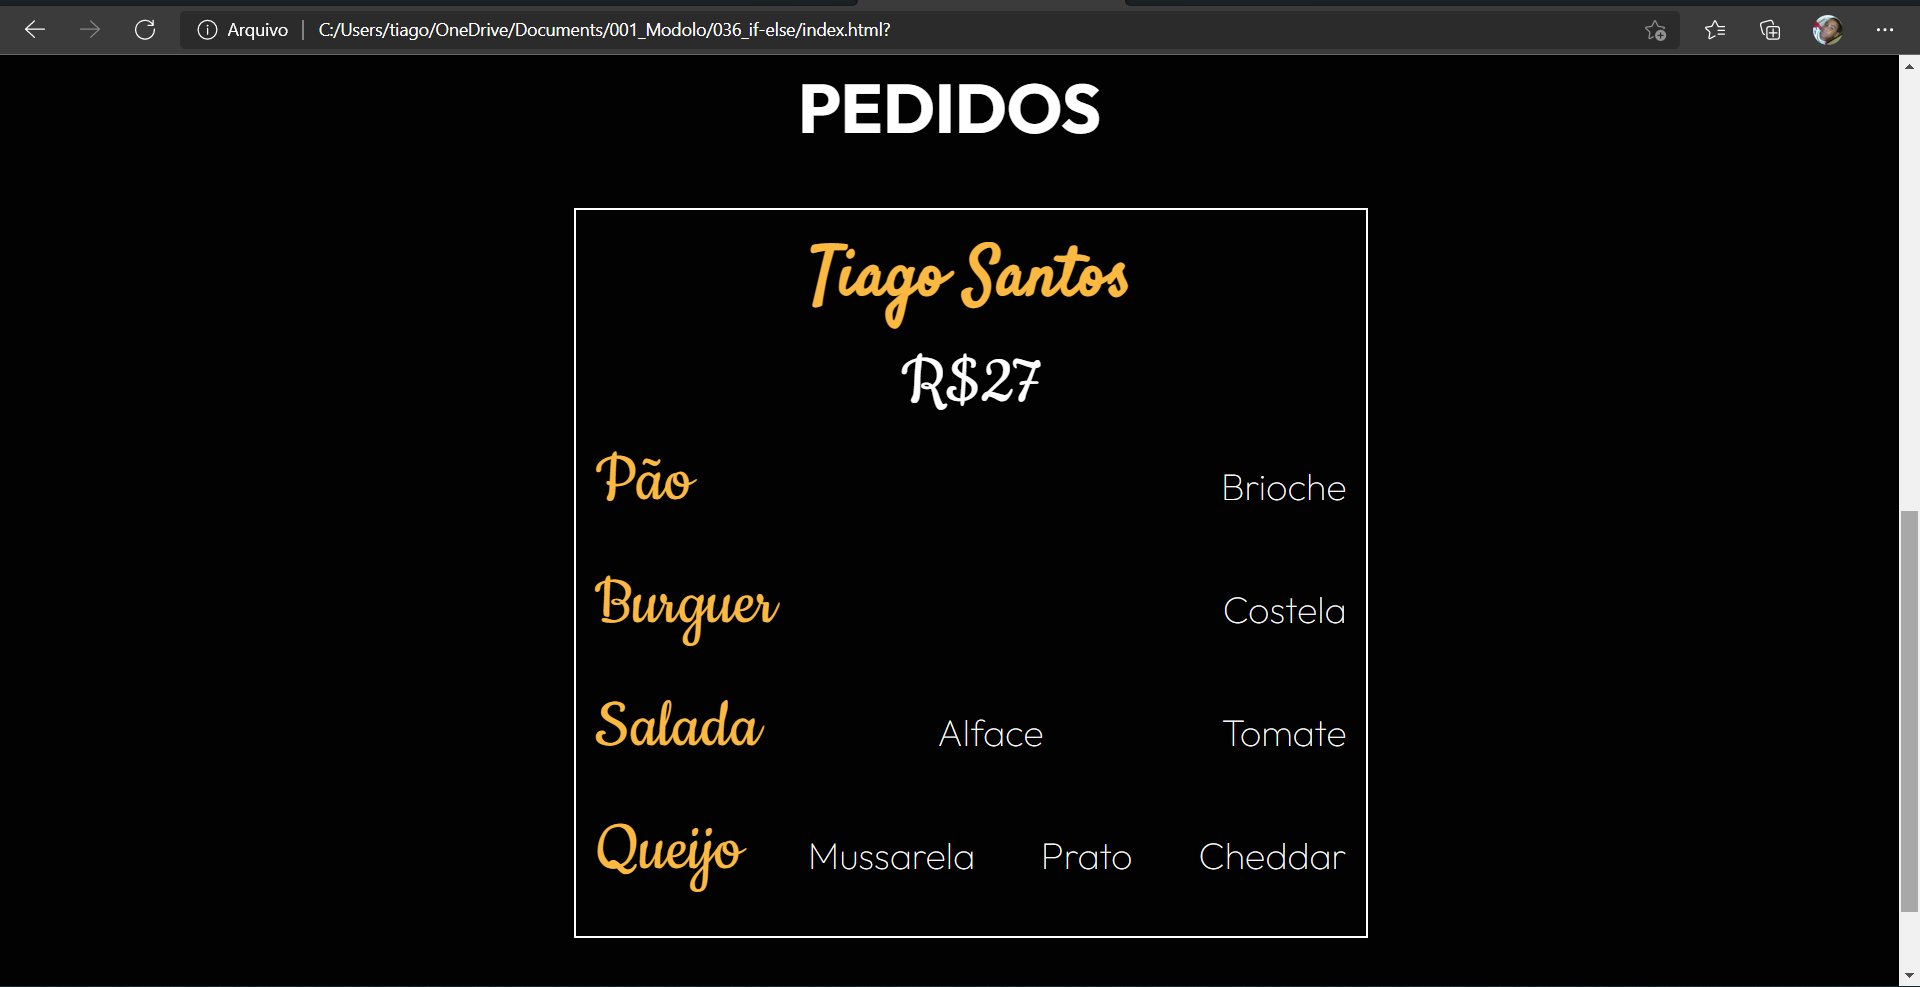 Arquivo | C:/Users/tiago/OneDrive/Documents/001_Modolo/036_if-else/index.html?
PEDIDOS
Tiago Santos
R$27
Pão Brioche
Burguer Costela
Salada Alface Tomate
Queijo Mussarela Prato Cheddar